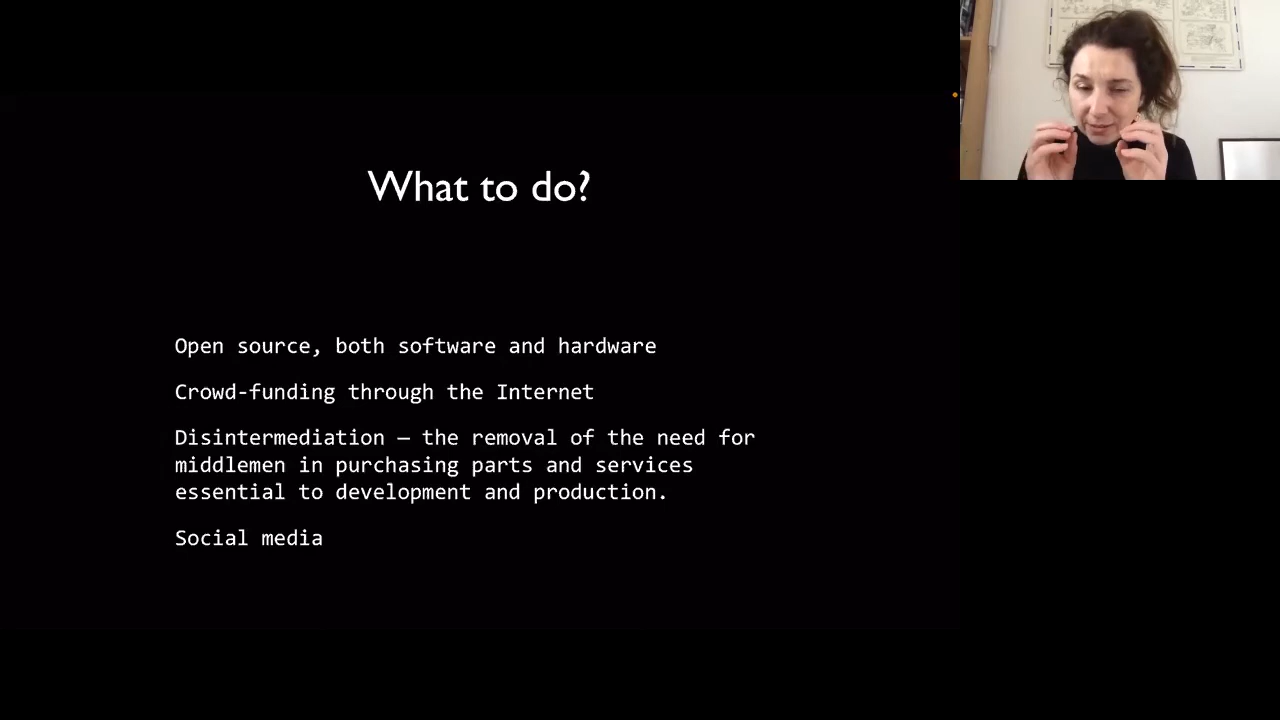 What to do?
Open source, both software and hardware
Crowd-funding through the Internet
Disintermediation — the removal of the need for
middlemen in purchasing parts and services
essential to development and production.
Social media